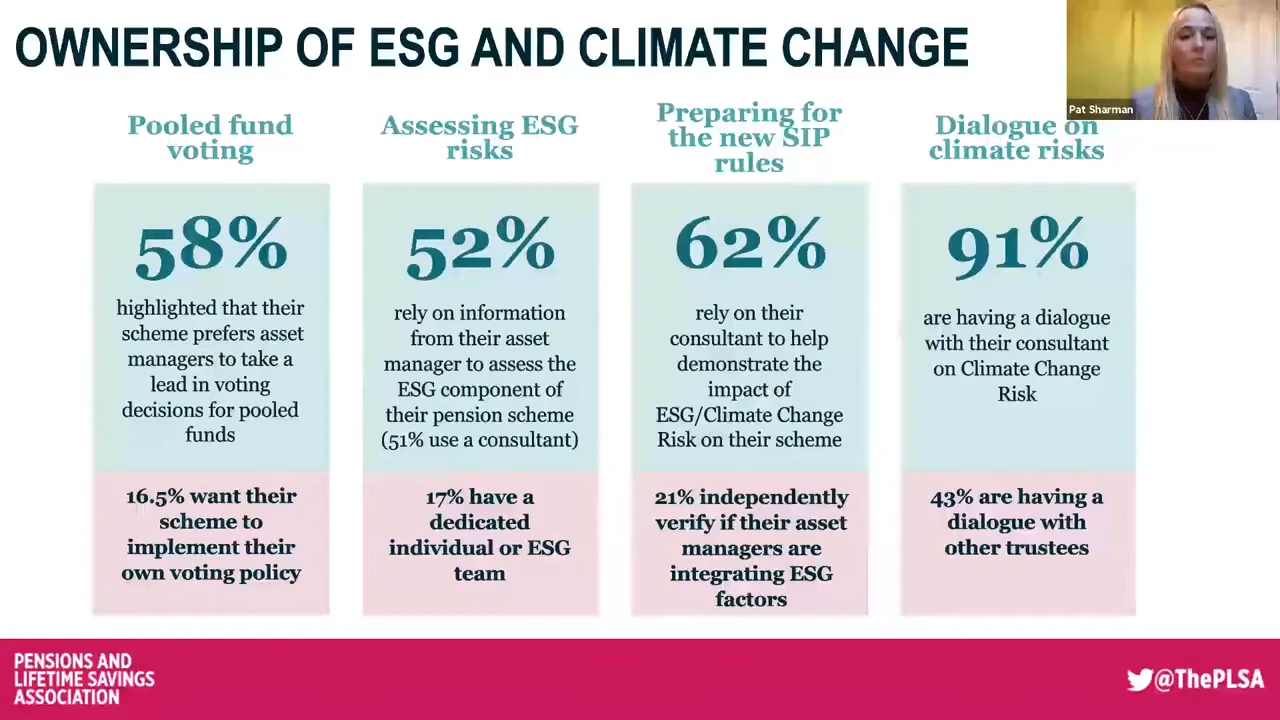 OWNERSHIP OF ESG AND CLIMATE CHANGE
Pat Sharman
Pooled fund
voting
58%
highlighted that their
scheme prefers asset
managers to take a
lead in voting
decisions for pooled
funds
16.5% want their
scheme to
implement their
own voting policy
Assessing ESG
risks
52%
rely on information
from their asset
manager to assess the
ESG component of
their pension scheme
(51% use a consultant)
17% have a
dedicated
individual or ESG
team
Preparing for
the new SIP
rules
62%
rely on their
consultant to help
demonstrate the
impact of
ESG/Climate Change
Risk on their scheme
21% independently
verify if their asset
managers are
integrating ESG
factors
Dialogue on
climate risks
91%
are having a dialogue
with their consultant
on Climate Change
Risk
43% are having a
dialogue with
other trustees
PENSIONS AND
LIFETIME SAVINGS
ASSOCIATION
@ThePLSA